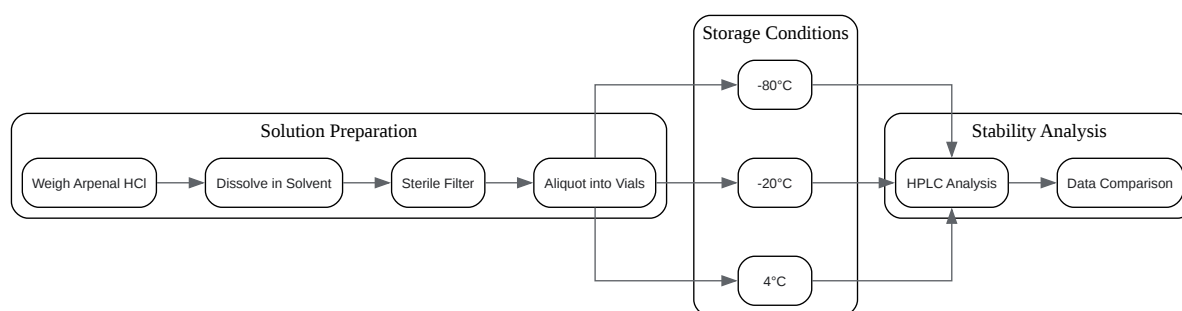 Storage Conditions
-80°C
Solution Preparation
Stability Analysis
Weigh Arpenal HCl
Dissolve in Solvent
Sterile Filter
Aliquot into Vials
-20°C
HPLC Analysis
Data Comparison
4°C